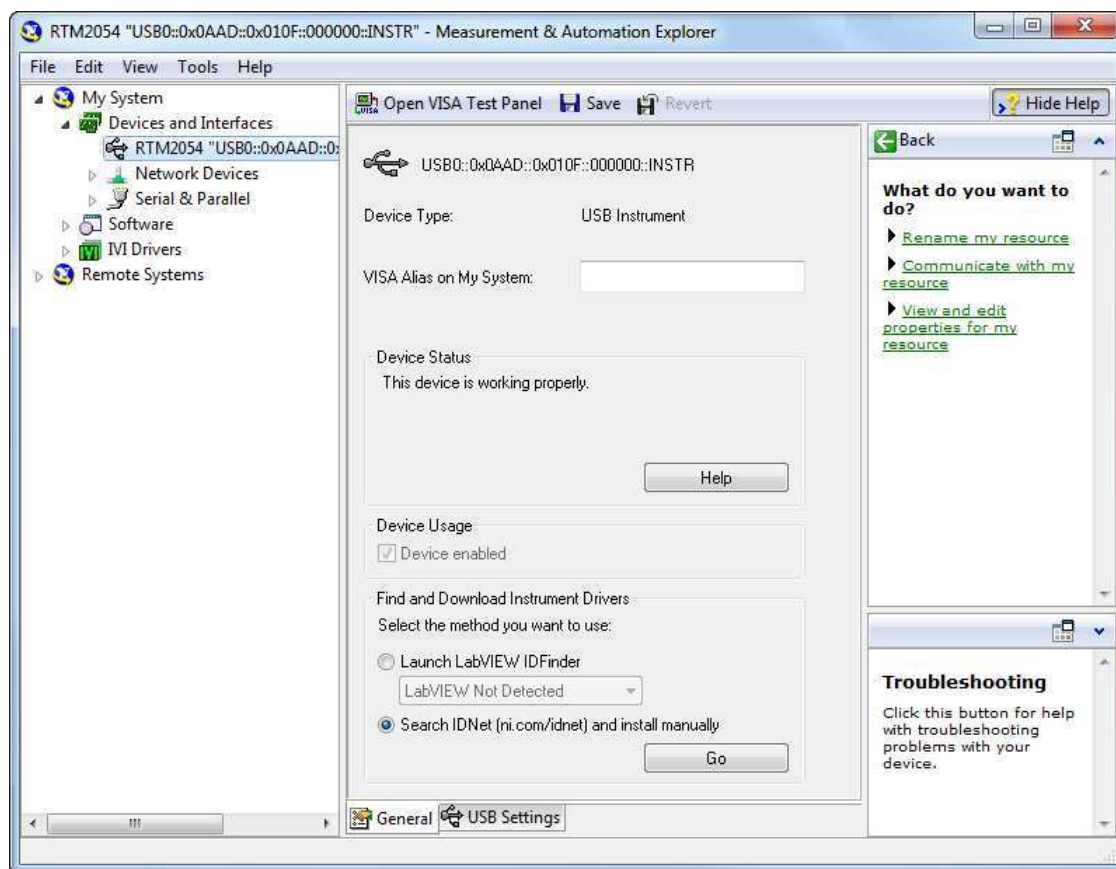 RTM2054 "USB0::0x0AAD::0x010F::000000::INSTR" - Measurement & Automation Explorer
File Edit View Tools Help
My System
Devices and Interfaces
RTM2054 "USB0::0x0AAD::0
Network Devices
Serial & Parallel
Software
IVI Drivers
Remote Systems
Open VISA Test Panel Save Revert
Hide Help
USB0::0x0AAD::0x010F::000000::INSTR
Device Type: USB Instrument
VISA Alias on My System:
Device Status
This device is working properly.
Help
Device Usage
Device enabled
Find and Download Instrument Drivers
Select the method you want to use:
Launch LabVIEW IDFinder
LabVIEW Not Detected
Search IDNet (ni.com/idnet) and install manually
Go
General USB Settings
Back
What do you want to
do?
Rename my resource
Communicate with my
resource
View and edit
properties for my
resource
Troubleshooting
Click this button for help
with troubleshooting
problems with your
device.